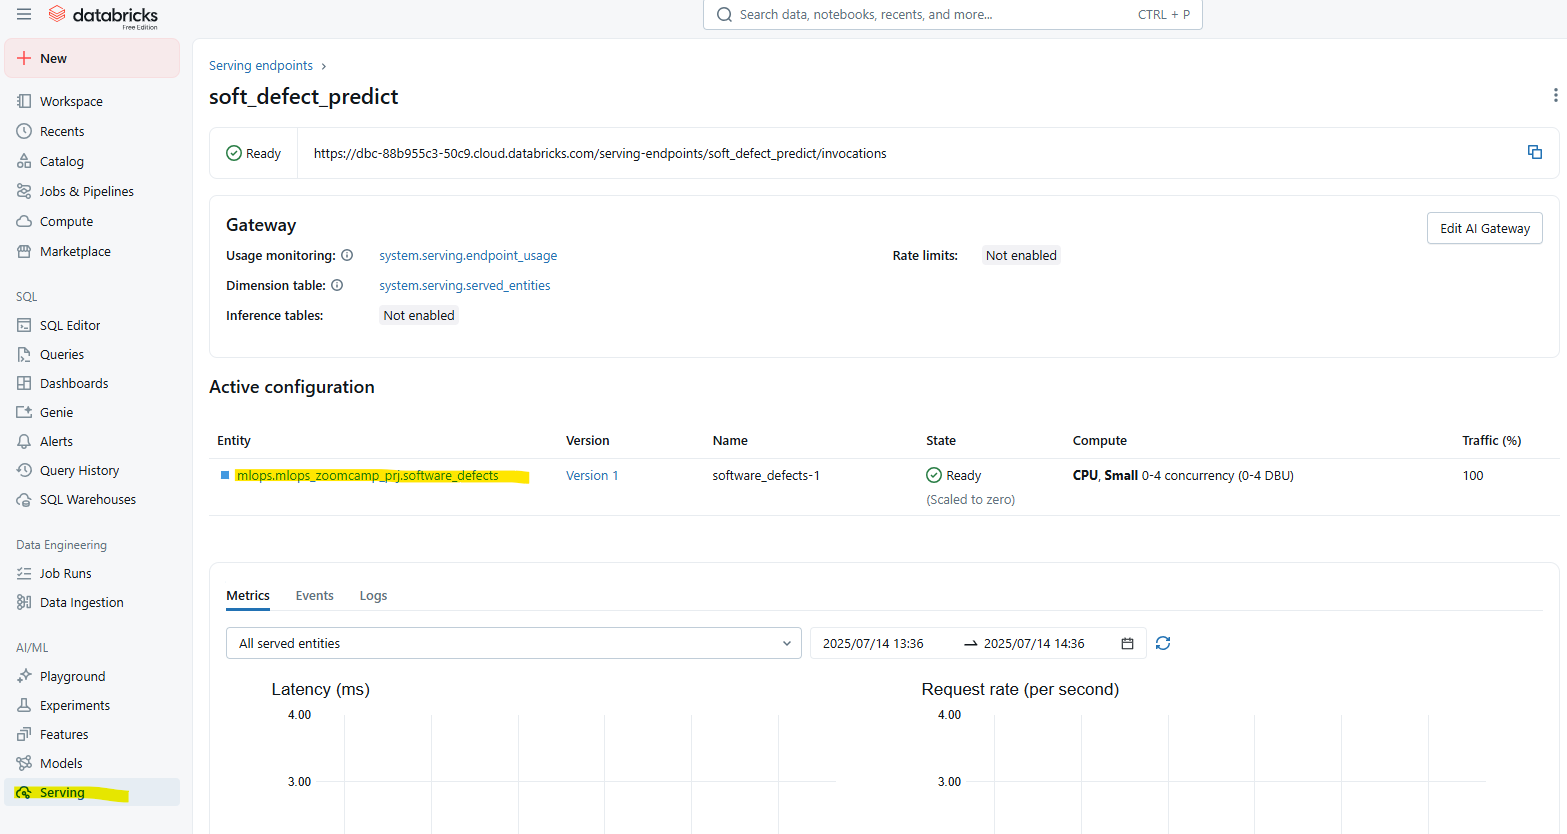 databricks
Free Edition
Search data, notebooks, recents, and more...
CTRL + P
New
Workspace
Recents
Catalog
Jobs & Pipelines
Compute
Marketplace
SQL
SQL Editor
Queries
Dashboards
Genie
Alerts
Query History
SQL Warehouses
Data Engineering
Job Runs
Data Ingestion
AI/ML
Playground
Experiments
Features
Models
Serving
Serving endpoints ›
soft_defect_predict
Ready
https://dbc-88b955c3-50c9.cloud.databricks.com/serving-endpoints/soft_defect_predict/invocations
Gateway
Edit AI Gateway
Usage monitoring: system.serving.endpoint_usage
Rate limits: Not enabled
Dimension table: system.serving.served_entities
Inference tables: Not enabled
Active configuration
Entity Version Name State Compute Traffic (%)
mlops.mlops_zoomcamp_prj.software_defects Version 1 software_defects-1 Ready CPU, Small 0-4 concurrency (0-4 DBU) 100
(Scaled to zero)
Metrics Events Logs
All served entities 2025/07/14 13:36 → 2025/07/14 14:36
Latency (ms)
4.00
3.00
Request rate (per second)
4.00
3.00